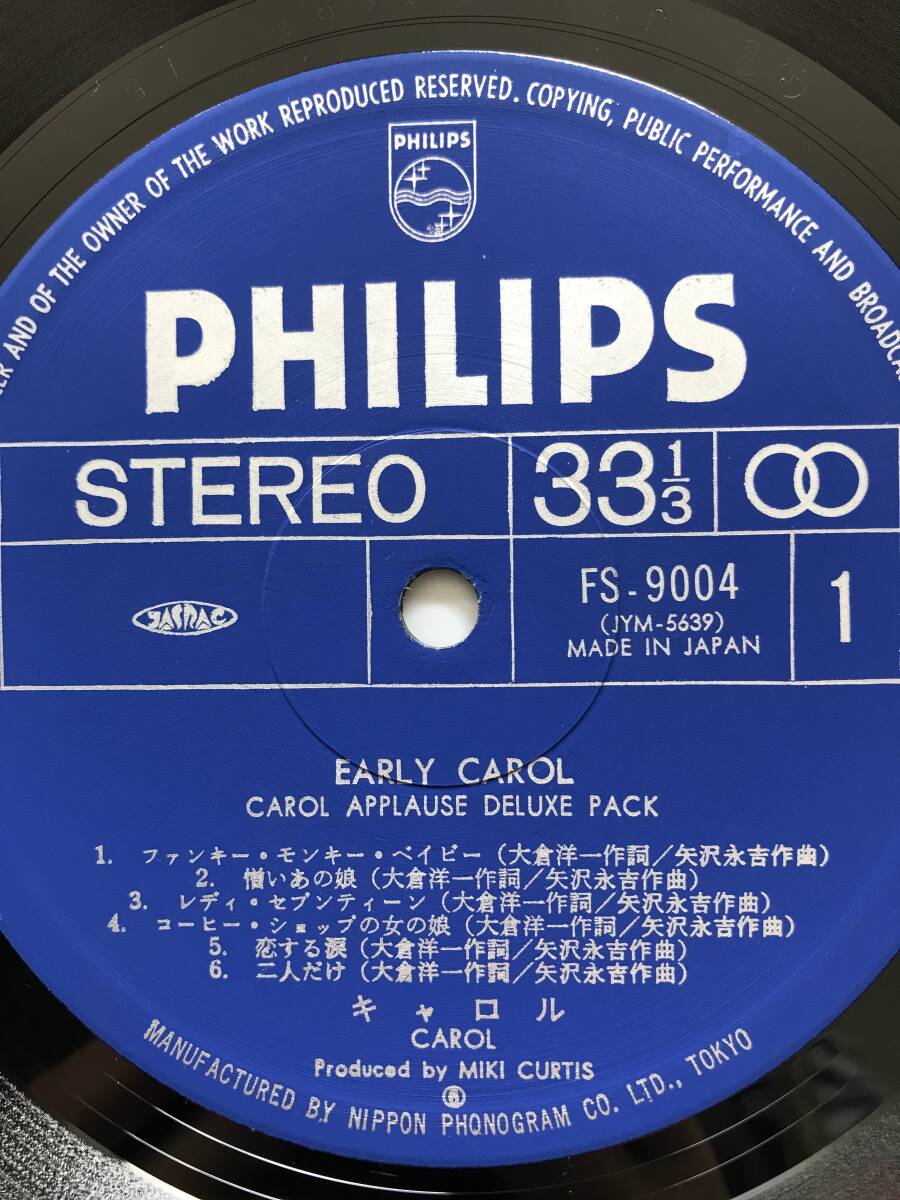 ER AND OF THE OWNER OF THE WORK REPRODUCED RESERVED. COPYING, PUBLIC PERFORMANCE AND BROADCA
PHILIPS
PHILIPS
STEREO
33 1/3
JASRAC
FS-9004
(JYM-5639)
MADE IN JAPAN
1
EARLY CAROL
CAROL APPLAUSE DELUXE PACK
1. ファンキー・モンキー・ベイビー(大倉洋一作詞/矢沢永吉作曲)
2. 憎いあの娘(大倉洋一作詞/矢沢永吉作曲)
3. レディ・セブンティーン(大倉洋一作詞/矢沢永吉作曲)
4. コーヒー・ショップの女の娘(大倉洋一作詞/矢沢永吉作曲)
5. 恋する涙(大倉洋一作詞/矢沢永吉作曲)
6. 二人だけ(大倉洋一作詞/矢沢永吉作曲)
キャロル
CAROL
Produced by MIKI CURTIS
MANUFACTURED BY NIPPON PHONOGRAM CO. LTD., TOKYO